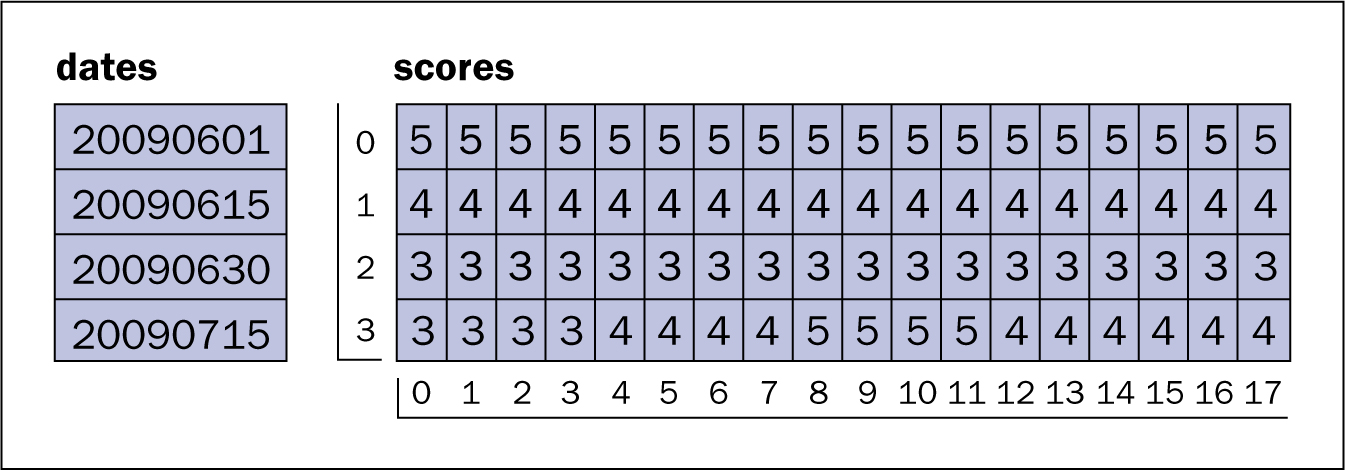 dates scores
20090601 0 5 5 5 5 5 5 5 5 5 5 5 5 5 5 5 5 5 5
20090615 1 4 4 4 4 4 4 4 4 4 4 4 4 4 4 4 4 4 4
20090630 2 3 3 3 3 3 3 3 3 3 3 3 3 3 3 3 3 3 3
20090715 3 3 3 3 3 4 4 4 4 5 5 5 5 4 4 4 4 4 4
0 1 2 3 4 5 6 7 8 9 10 11 12 13 14 15 16 17